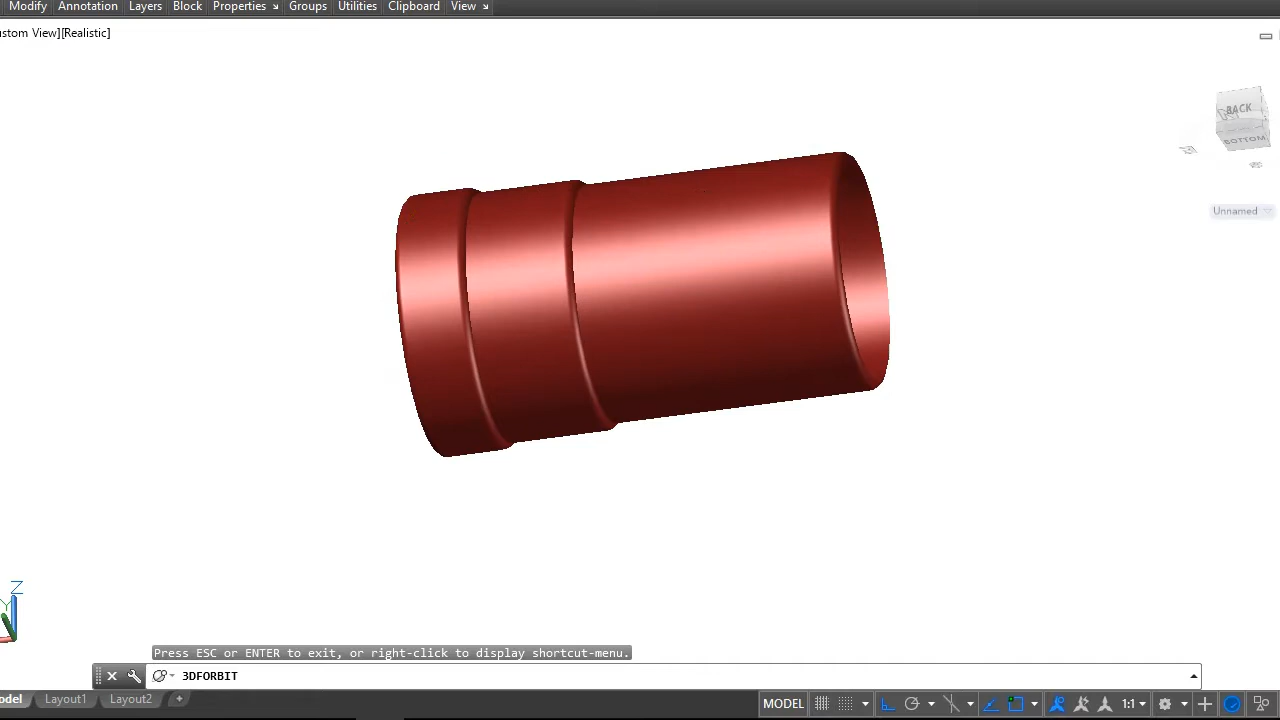 Modify Annotation Layers Block Properties Groups Utilities Clipboard View
ustom View][Realistic]
BACK
BOTTOM
Unnamed
Z
Y
Press ESC or ENTER to exit, or right-click to display shortcut-menu.
3DFORBIT
odel Layout1 Layout2 +
MODEL 1:1